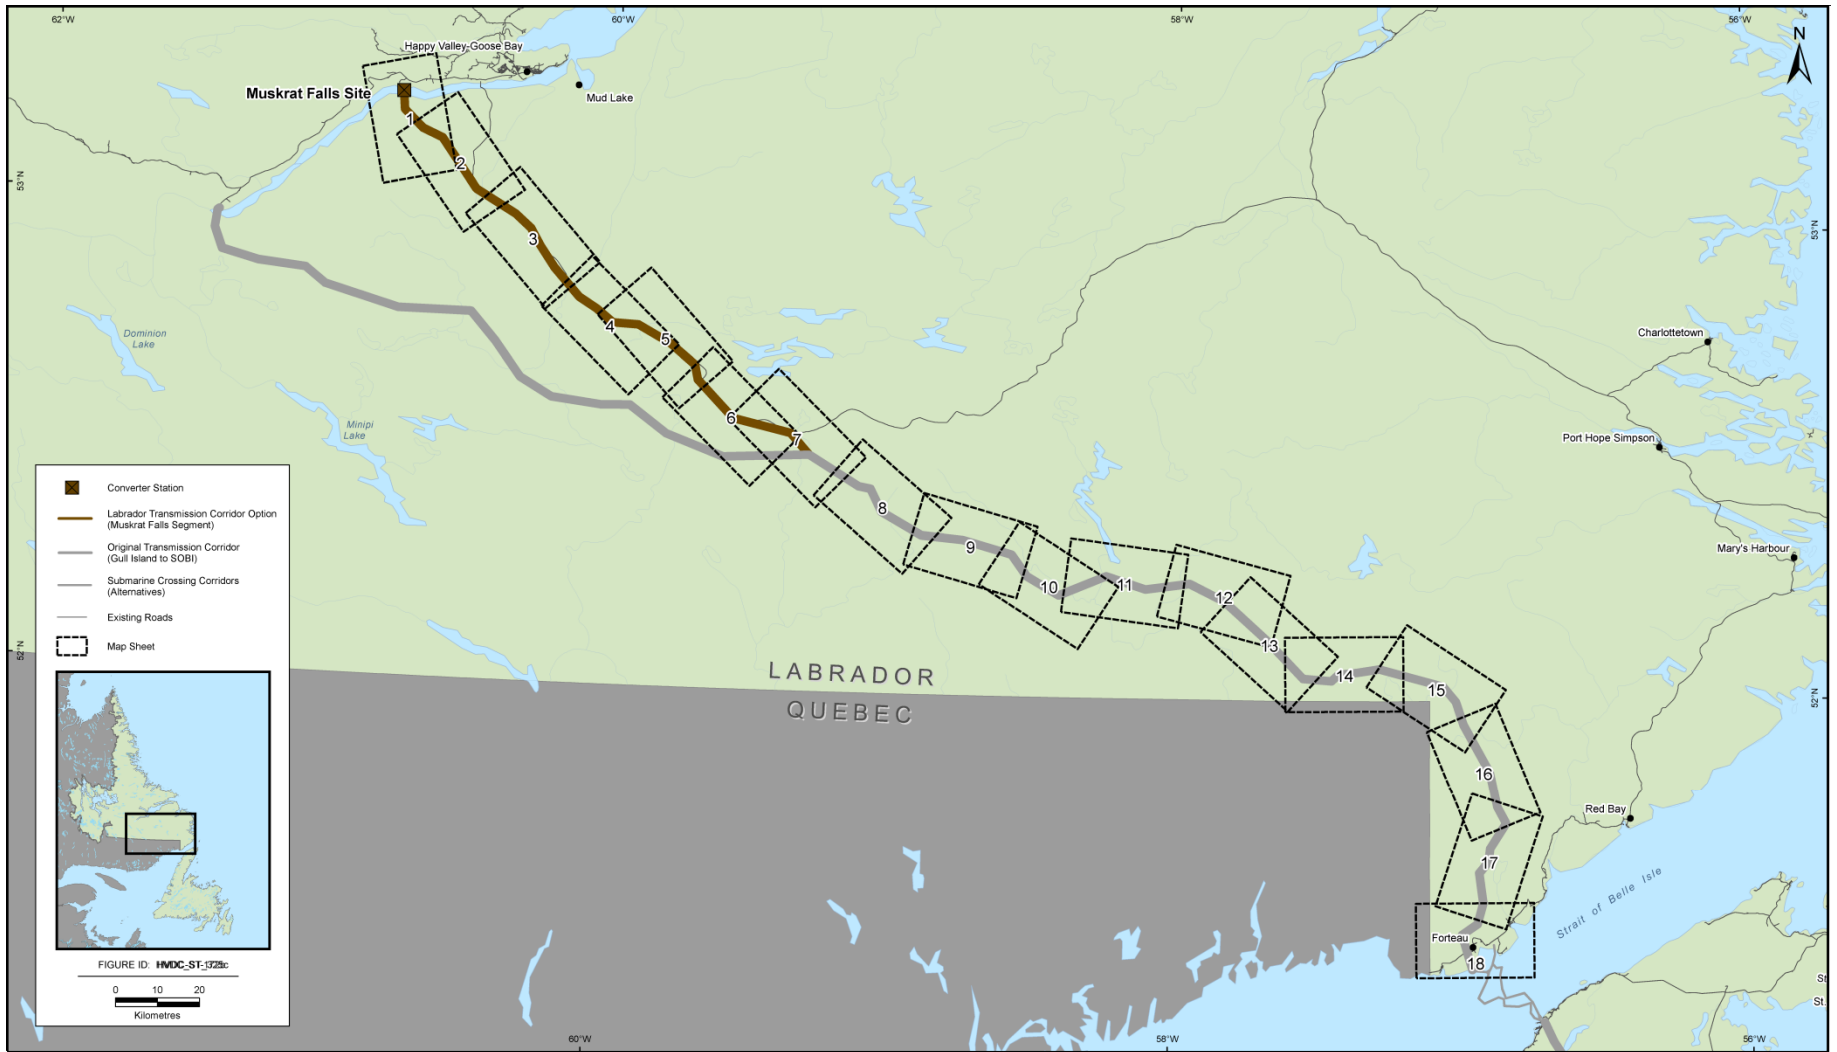 62°W
60°W
58°W
56°W
N
Happy Valley-Goose Bay
Muskrat Falls Site
Mud Lake
1
2
53°N
53°N
3
4
5
Dominion
Lake
Charlottetown
6
7
Minipi
Lake
Port Hope Simpson
8
9
10
11
12
13
14
15
16
17
18
Mary's Harbour
52°N
52°N
LABRADOR
QUEBEC
Red Bay
Strait of Belle Isle
Forteau
St
St.
Converter Station
Labrador Transmission Corridor Option
(Muskrat Falls Segment)
Original Transmission Corridor
(Gull Island to SOBI)
Submarine Crossing Corridors
(Alternatives)
Existing Roads
Map Sheet
FIGURE ID: HVDC_ST_
0 10 20
Kilometres
60°W
58°W
56°W